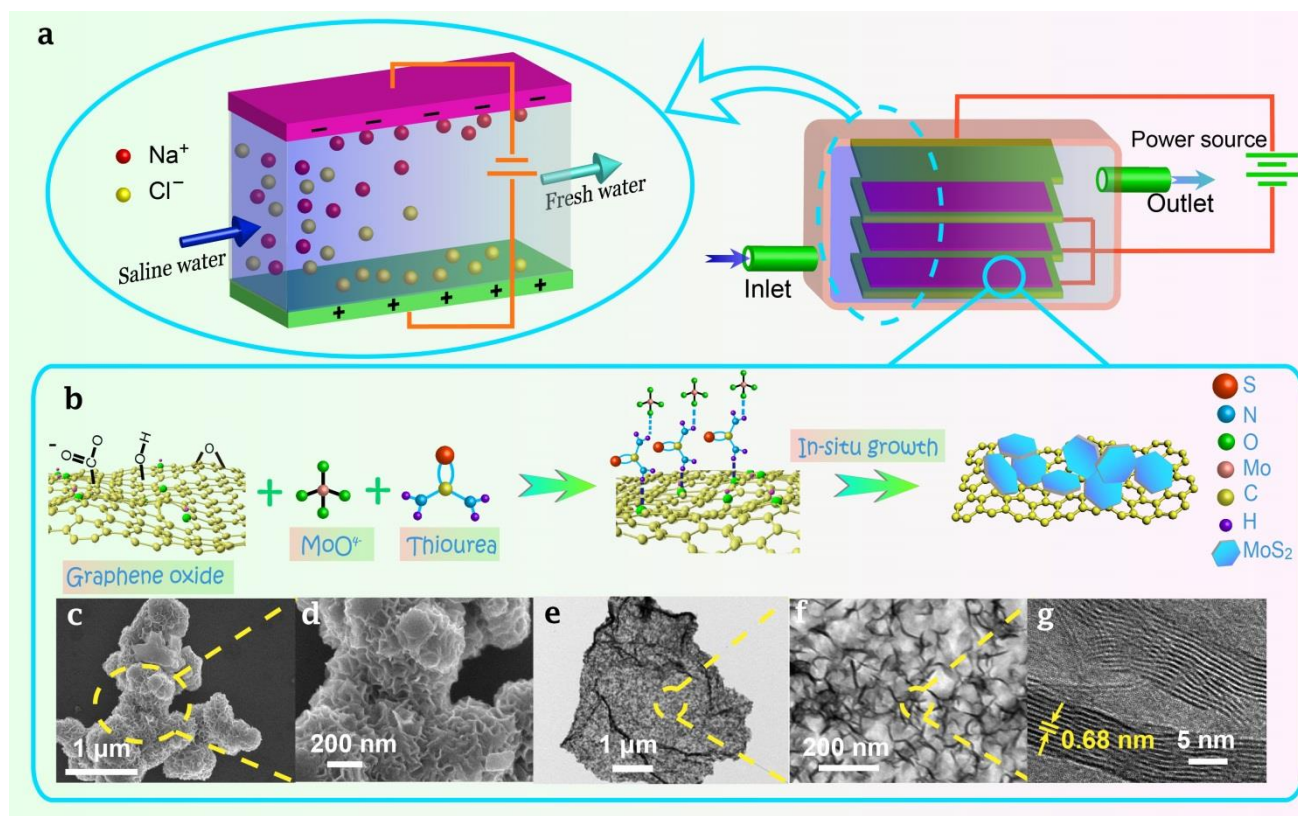 a
Na⁺
Cl⁻
Saline water
Fresh water
− − − − −
+ + + + +
Power source
Inlet
Outlet
b
O
O
C
−
H
O
O
Graphene oxide
+
MoO⁴⁻
+
Thiourea
In-situ growth
S
N
O
Mo
C
H
MoS₂
c
1 μm
d
200 nm
e
1 μm
f
200 nm
g
0.68 nm
5 nm